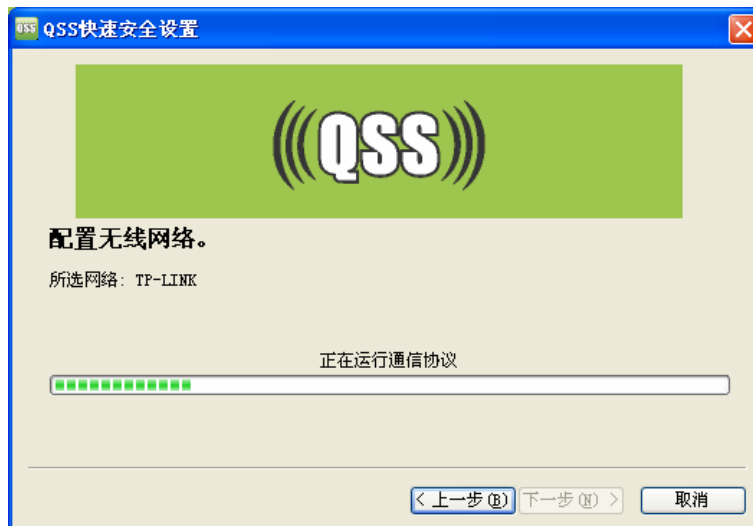 QSS QSS快速安全设置
QSS
配置无线网络。
所选网络: TP-LINK
正在运行通信协议
< 上一步(B) 下一步(N) > 取消